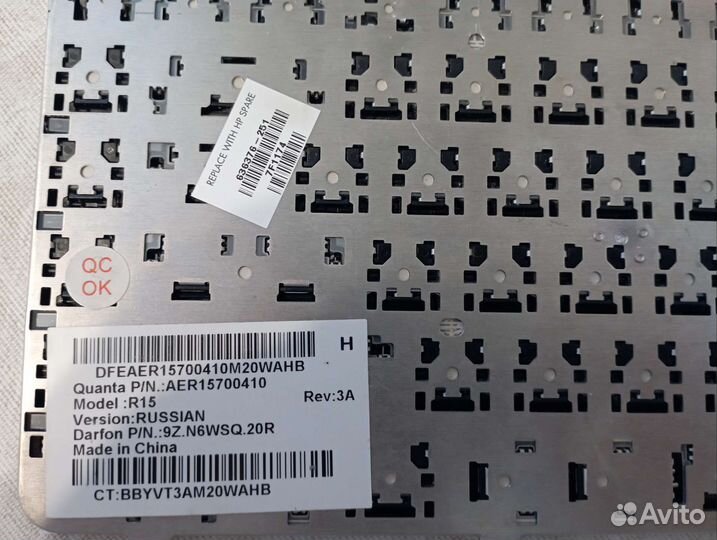 REPLACE WITH HP SPARE
636376-251
7F1174
QC
OK
H
DFEAER15700410M20WAHB
Quanta P/N.:AER15700410
Model :R15
Rev:3A
Version:RUSSIAN
Darfon P/N.:9Z.N6WSQ.20R
Made in China
CT:BBYVT3AM20WAHB
Avito